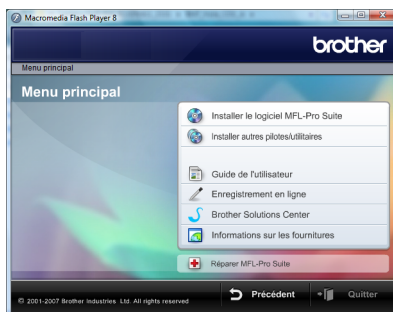 Macromedia Flash Player 8
brother
Menu principal
Menu principal
Installer le logiciel MFL-Pro Suite
Installer autres pilotes/utilitaires
Guide de l'utilisateur
Enregistrement en ligne
Brother Solutions Center
Informations sur les fournitures
Réparer MFL-Pro Suite
© 2001-2007 Brother Industries Ltd. All rights reserved
Précédent
Quitter